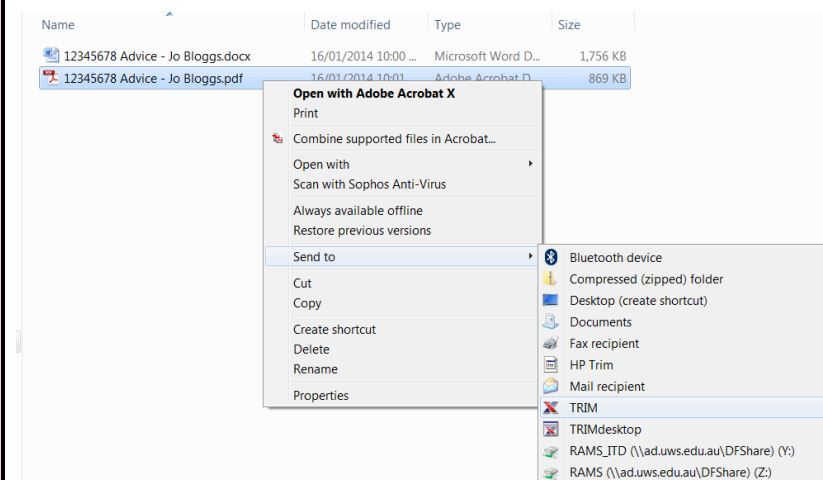 Name Date modified Type Size
12345678 Advice - Jo Bloggs.docx 16/01/2014 10:00 ... Microsoft Word D... 1,756 KB
12345678 Advice - Jo Bloggs.pdf 16/01/2014 10:01 Adobe Acrobat D 869 KB
Open with Adobe Acrobat X
Print
Combine supported files in Acrobat...
Open with
Scan with Sophos Anti-Virus
Always available offline
Restore previous versions
Send to
Cut
Copy
Create shortcut
Delete
Rename
Properties
Bluetooth device
Compressed (zipped) folder
Desktop (create shortcut)
Documents
Fax recipient
HP Trim
Mail recipient
TRIM
TRIMdesktop
RAMS_ITD (\\ad.uws.edu.au\DFShare) (Y:)
RAMS (\\ad.uws.edu.au\DFShare) (Z:)